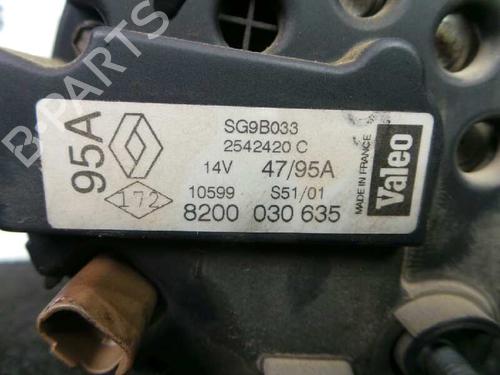 B-PARTS
95A
172
SG9B033
2542420 C
14V 47/95A
10599 S51/01
8200 030 635
MADE IN FRANCE
Valeo